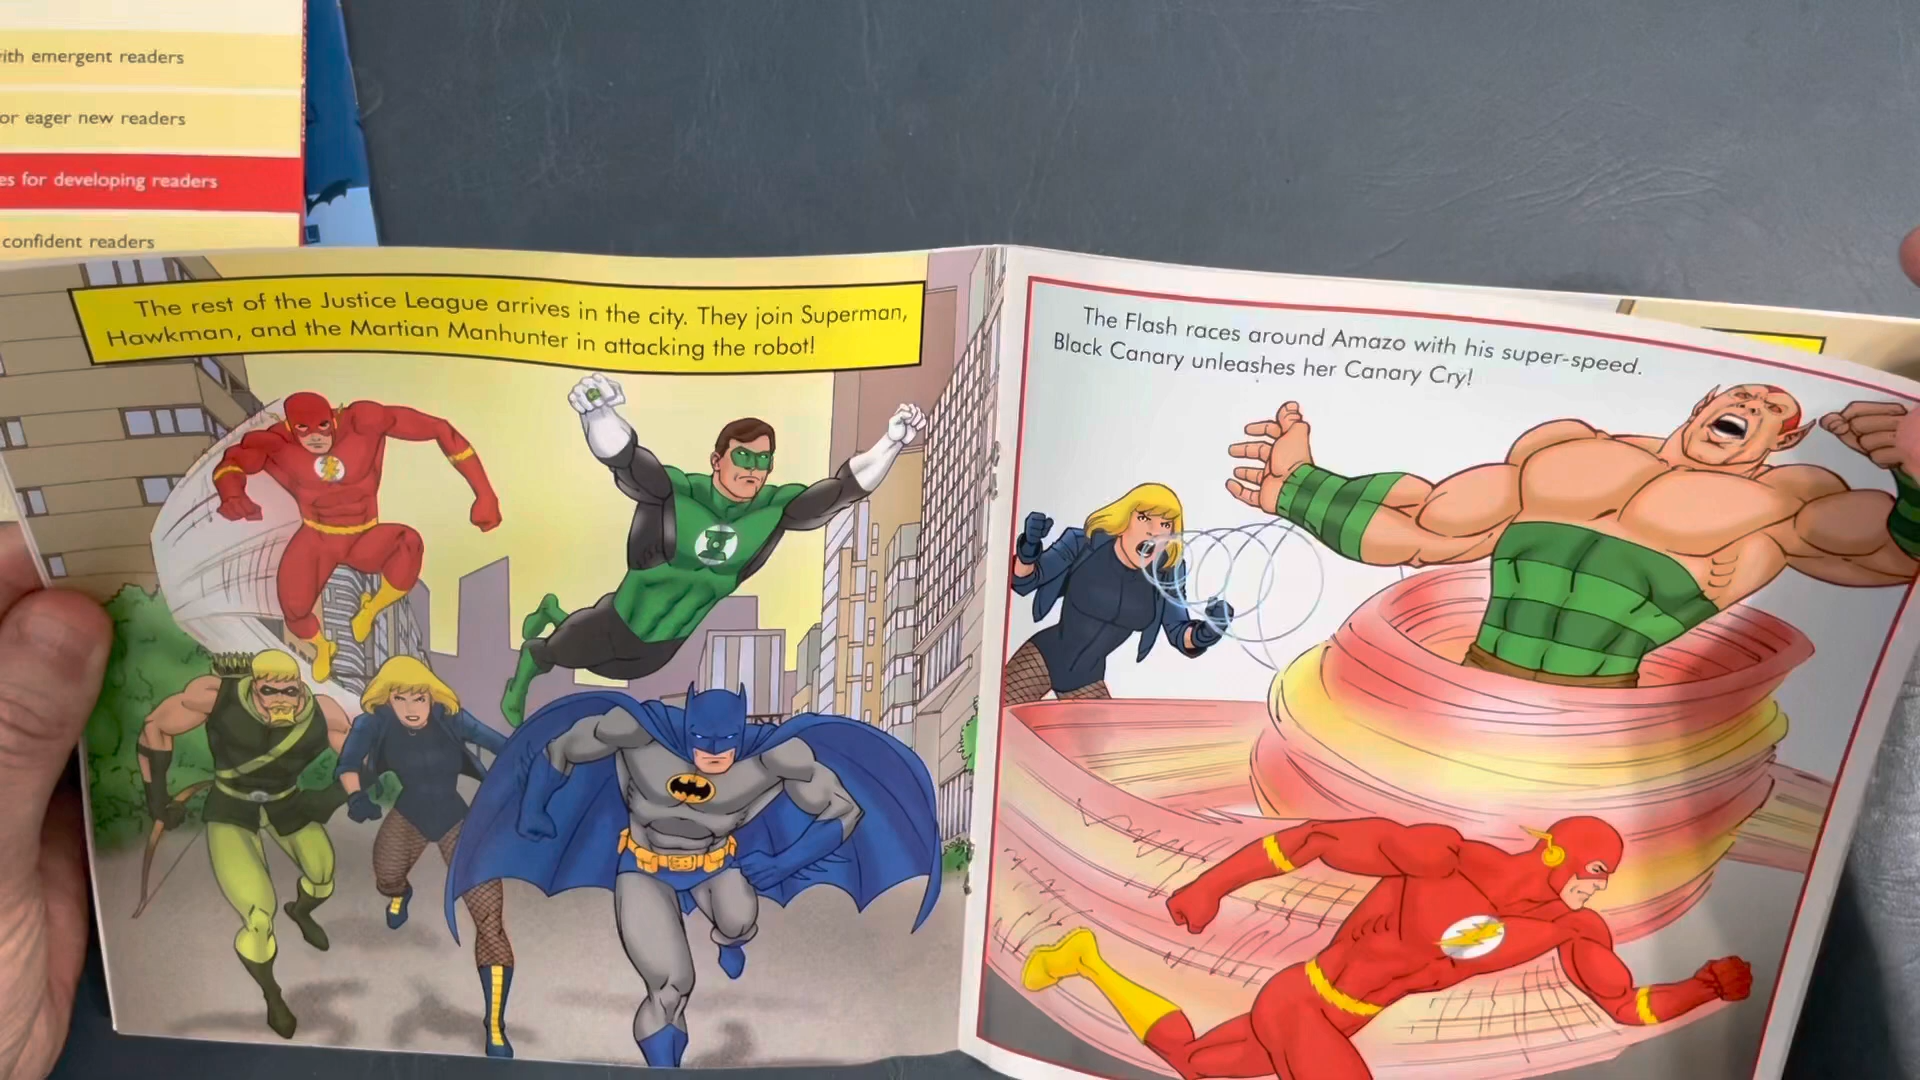 with emergent readers
or eager new readers
es for developing readers
confident readers
The rest of the Justice League arrives in the city. They join Superman,
Hawkman, and the Martian Manhunter in attacking the robot!
The Flash races around Amazo with his super-speed.
Black Canary unleashes her Canary Cry!